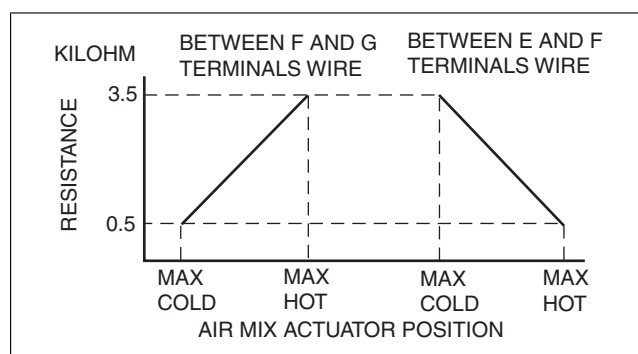 KILOHM
BETWEEN F AND G
TERMINALS WIRE
BETWEEN E AND F
TERMINALS WIRE
3.5
RESISTANCE
0.5
MAX
COLD
MAX
HOT
MAX
COLD
MAX
HOT
AIR MIX ACTUATOR POSITION